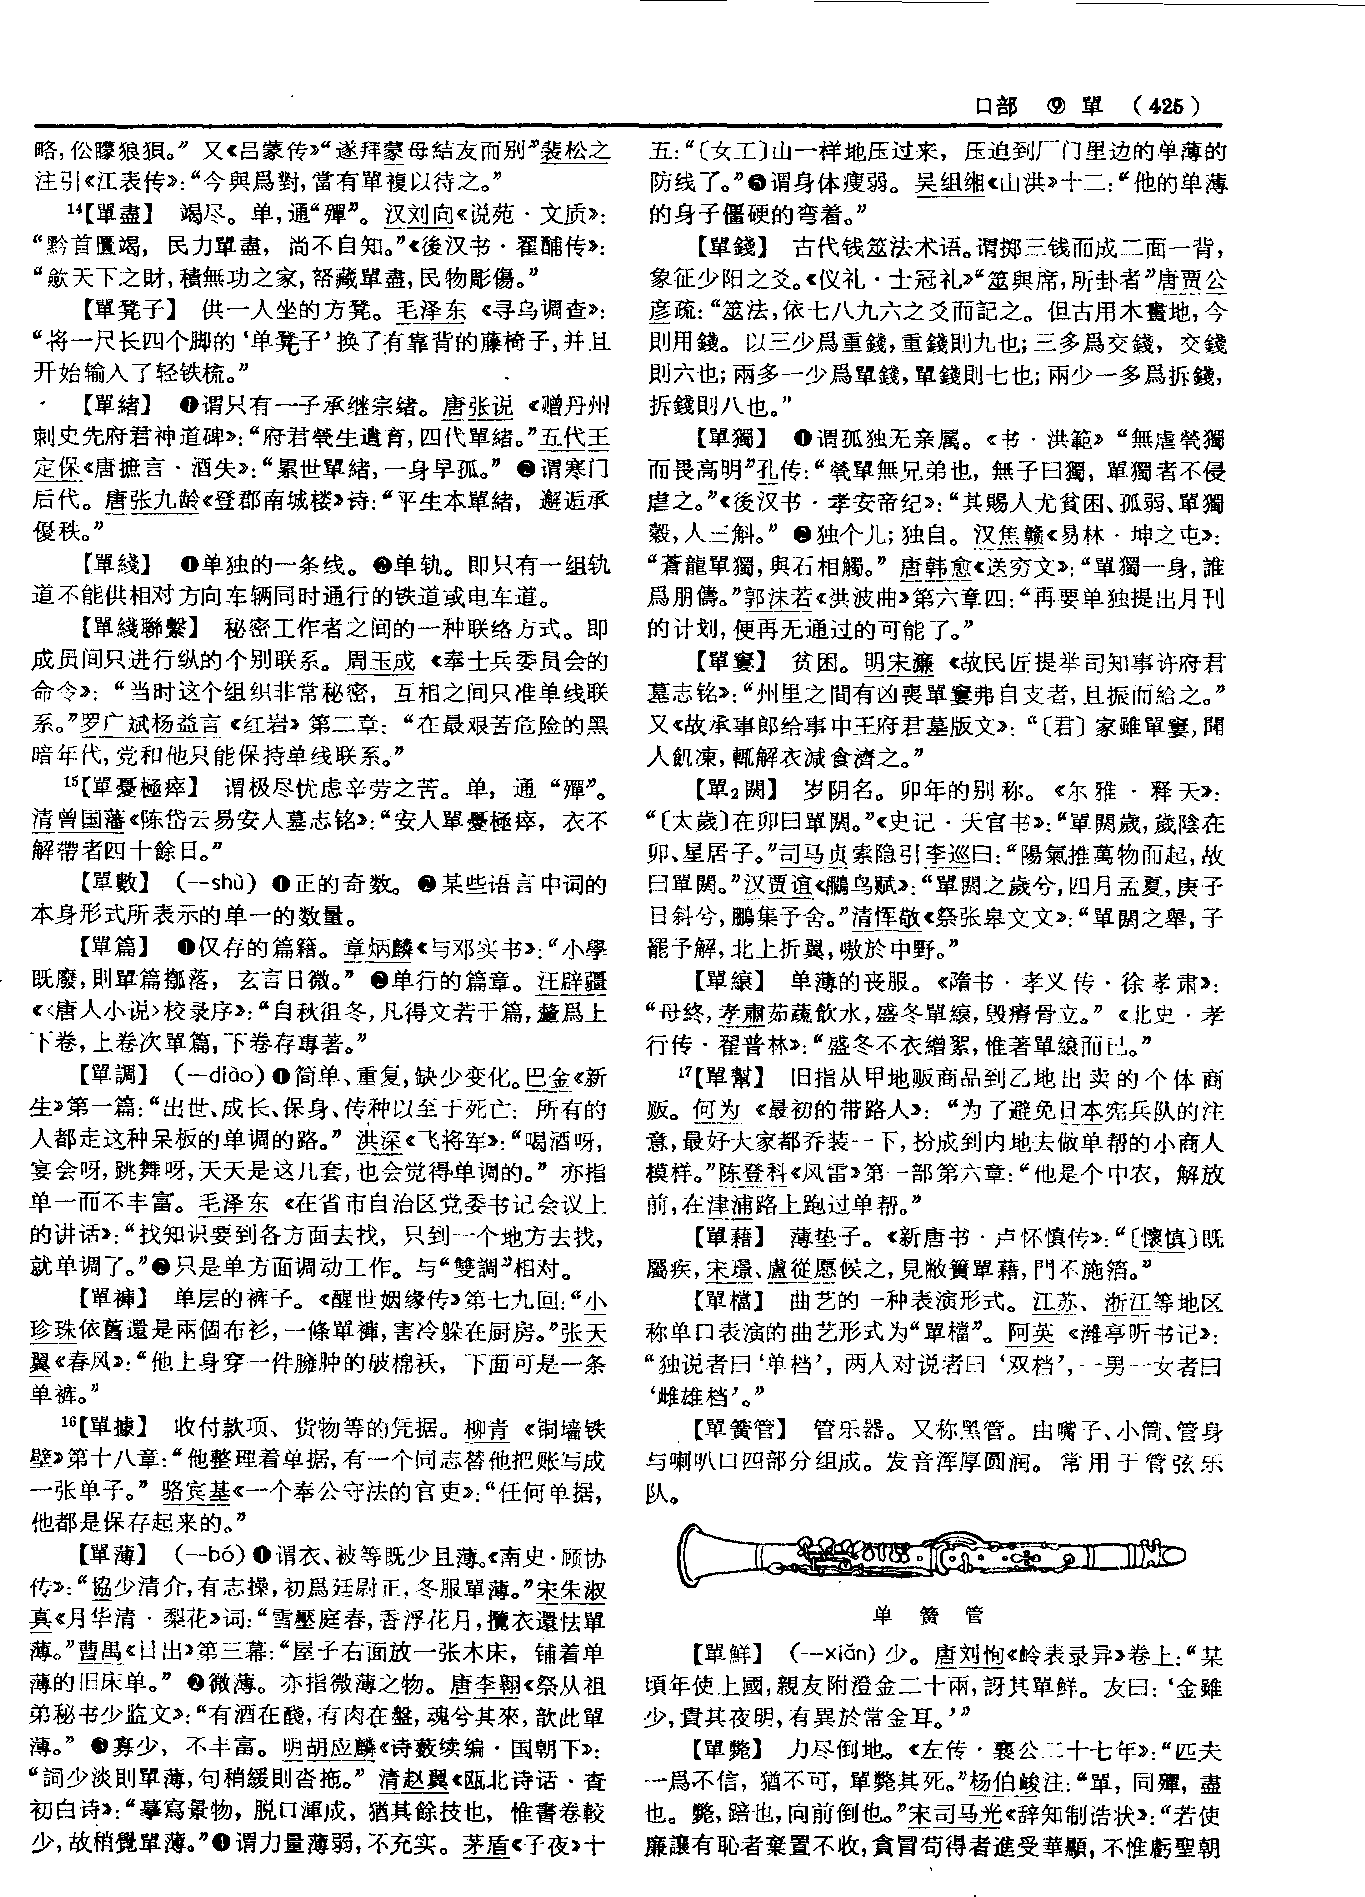 口部 ⑨ 單 (425)
略,伀矇狼狽。”又《吕蒙传》“遂拜蒙母结友而别”裴松之
注引《江表传》:“今與爲對,當有單複以待之。”
14【單盡】 竭尽。单,通“殫”。汉刘向《说苑·文质》:
“黔首匱竭, 民力單盡, 尚不自知。”《後汉书·翟酺传》:
“歛天下之財,積無功之家,帑藏單盡,民物彫傷。”
【單凳子】 供一人坐的方凳。毛泽东《寻乌调查》:
“将一尺长四个脚的‘单凳子’换了有靠背的藤椅子,并且
开始输入了轻铁梳。”
【單緒】 ❶谓只有一子承继宗绪。唐张说《赠丹州
刺史先府君神道碑》:“府君煢生遺育,四代單緒。”五代王
定保《唐摭言·酒失》:“累世單緒,一身早孤。” ❷谓寒门
后代。唐张九龄《登郡南城楼》诗:“平生本單緒, 邂逅承
優秩。”
【單綫】 ❶单独的一条线。❷单轨。即只有一组轨
道不能供相对方向车辆同时通行的铁道或电车道。
【單綫聯繫】 秘密工作者之间的一种联络方式。即
成员间只进行纵的个别联系。周玉成《奉士兵委员会的
命令》:“当时这个组织非常秘密, 互相之间只准单线联
系。”罗广斌杨益言《红岩》第二章:“在最艰苦危险的黑
暗年代,党和他只能保持单线联系。”
15【單憂極瘁】 谓极尽忧虑辛劳之苦。单, 通“殫”。
清曾国藩《陈岱云易安人墓志铭》:“安人單憂極瘁, 衣不
解帶者四十餘日。”
【單數】 (—shù) ❶正的奇数。❷某些语言中词的
本身形式所表示的单一的数量。
【單篇】 ❶仅存的篇籍。章炳麟《与邓实书》:“小學
既廢,則單篇擲落, 玄言日微。” ❷单行的篇章。汪辟疆
《〈唐人小说〉校录序》:“自秋徂冬,凡得文若干篇,釐爲上
下卷,上卷次單篇,下卷存專著。”
【單調】 (—diào)❶简单、重复,缺少变化。巴金《新
生》第一篇:“出世、成长、保身、传种以至于死亡: 所有的
人都走这种呆板的单调的路。” 洪深《飞将军》:“喝酒呀,
宴会呀,跳舞呀,天天是这几套,也会觉得单调的。” 亦指
单一而不丰富。毛泽东《在省市自治区党委书记会议上
的讲话》:“找知识要到各方面去找, 只到一个地方去找,
就单调了。”❷只是单方面调动工作。与“雙調”相对。
【單褲】 单层的裤子。《醒世姻缘传》第七九回:“小
珍珠依舊還是兩個布衫,一條單褲,害冷躲在厨房。”张天
翼《春风》:“他上身穿一件臃肿的破棉袄, 下面可是一条
单裤。”
16【單據】 收付款项、货物等的凭据。柳青《铜墙铁
壁》第十八章:“他整理着单据,有一个同志替他把账写成
一张单子。” 骆宾基《一个奉公守法的官吏》:“任何单据,
他都是保存起来的。”
【單薄】 (—bó)❶谓衣、被等既少且薄。《南史·顾协
传》:“協少清介,有志操,初爲廷尉正,冬服單薄。”宋朱淑
真《月华清·梨花》词:“雪壓庭春,香浮花月,攬衣還怯單
薄。”曹禺《日出》第三幕:“屋子右面放一张木床, 铺着单
薄的旧床单。” ❷微薄。亦指微薄之物。唐李翱《祭从祖
弟秘书少监文》:“有酒在醆,有肉在盤,魂兮其來,歆此單
薄。” ❸寡少, 不丰富。明胡应麟《诗薮续编·国朝下》:
“詞少淡則單薄,句稍緩則沓拖。” 清赵翼《瓯北诗话·查
初白诗》:“摹寫景物, 脱口渾成, 猶其餘技也, 惟書卷較
少,故稍覺單薄。”❹谓力量薄弱,不充实。茅盾《子夜》十
五:“〔女工〕山一样地压过来, 压迫到厂门里边的单薄的
防线了。”❺谓身体瘦弱。吴组缃《山洪》十二:“他的单薄
的身子僵硬的弯着。”
【單錢】 古代钱筮法术语。谓掷三钱而成二面一背,
象征少阳之爻。《仪礼·士冠礼》“筮與席,所卦者”唐贾公
彦疏:“筮法,依七八九六之爻而記之。但古用木畫地,今
則用錢。以三少爲重錢,重錢則九也;三多爲交錢, 交錢
則六也;兩多一少爲單錢,單錢則七也;兩少一多爲拆錢,
拆錢則八也。”
【單獨】 ❶谓孤独无亲属。《书·洪範》“無虐煢獨
而畏高明”孔传:“煢單無兄弟也, 無子曰獨, 單獨者不侵
虐之。”《後汉书·孝安帝纪》:“其賜人尤貧困、孤弱、單獨
穀,人三斛。” ❷独个儿;独自。汉焦赣《易林·坤之屯》:
“蒼龍單獨,與石相觸。” 唐韩愈《送穷文》:“單獨一身,誰
爲朋儔。”郭沫若《洪波曲》第六章四:“再要单独提出月刊
的计划,便再无通过的可能了。”
【單窶】 贫困。明宋濂《故民匠提举司知事许府君
墓志铭》:“州里之間有凶喪單窶弗自支者,且振而給之。”
又《故承事郎给事中王府君墓版文》:“〔君〕家雖單窶,聞
人飢凍,輒解衣減食濟之。”
【單2閼】 岁阴名。卯年的别称。《尔雅·释天》:
“〔太歲〕在卯曰單閼。”《史记·天官书》:“單閼歲,歲陰在
卯、星居子。”司马贞索隐引李巡曰:“陽氣推萬物而起,故
曰單閼。”汉贾谊《鵩鸟赋》:“單閼之歲兮,四月孟夏,庚子
日斜兮,鵩集予舍。”清恽敬《祭张皋文文》:“單閼之舉,子
罷予解,北上折翼,嗷於中野。”
【單縗】 单薄的丧服。《隋书·孝义传·徐孝肃》:
“母終,孝肅茹蔬飲水,盛冬單縗,毁瘠骨立。” 《北史·孝
行传·翟普林》:“盛冬不衣繒絮,惟著單縗而已。”
17【單幫】 旧指从甲地贩商品到乙地出卖的个体商
贩。何为《最初的带路人》:“为了避免日本宪兵队的注
意,最好大家都乔装一下,扮成到内地去做单帮的小商人
模样。”陈登科《风雷》第一部第六章:“他是个中农, 解放
前,在津浦路上跑过单帮。”
【單藉】 薄垫子。《新唐书·卢怀慎传》:“〔懷慎〕既
屬疾,宋璟、盧從愿候之,見敝簀單藉,門不施箔。”
【單檔】 曲艺的一种表演形式。江苏、浙江等地区
称单口表演的曲艺形式为“單檔”。阿英《潍亭听书记》:
“独说者曰‘单档’, 两人对说者曰‘双档’,一男一女者曰
‘雌雄档’。”
【單簧管】 管乐器。又称黑管。由嘴子、小筒、管身
与喇叭口四部分组成。发音浑厚圆润。常用于管弦乐
队。
单簧管
【單鮮】 (—xiǎn) 少。唐刘恂《岭表录异》卷上:“某
頃年使上國,親友附澄金二十兩,訝其單鮮。友曰:‘金雖
少,貴其夜明,有異於常金耳。’”
【單斃】 力尽倒地。《左传·襄公二十七年》:“匹夫
一爲不信, 猶不可, 單斃其死。”杨伯峻注:“單, 同殫, 盡
也。斃,踣也,向前倒也。”宋司马光《辞知制诰状》:“若使
廉讓有恥者棄置不收,貪冒苟得者進受華顯,不惟虧聖朝